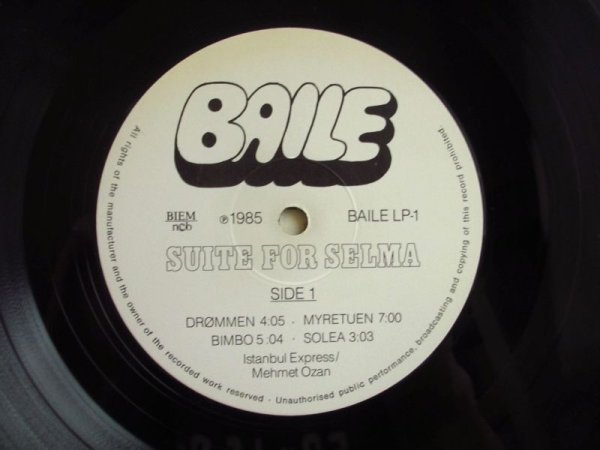 BAILE
BIEM
ncb
℗1985
BAILE LP-1
SUITE FOR SELMA
SIDE 1
DRØMMEN 4:05 · MYRETUEN 7:00
BIMBO 5:04 · SOLEA 3:03
Istanbul Express/
Mehmet Ozan
All rights of the manufacturer and the owner of the recorded work reserved · Unauthorised public performance, broadcasting and copying of this record prohibited.